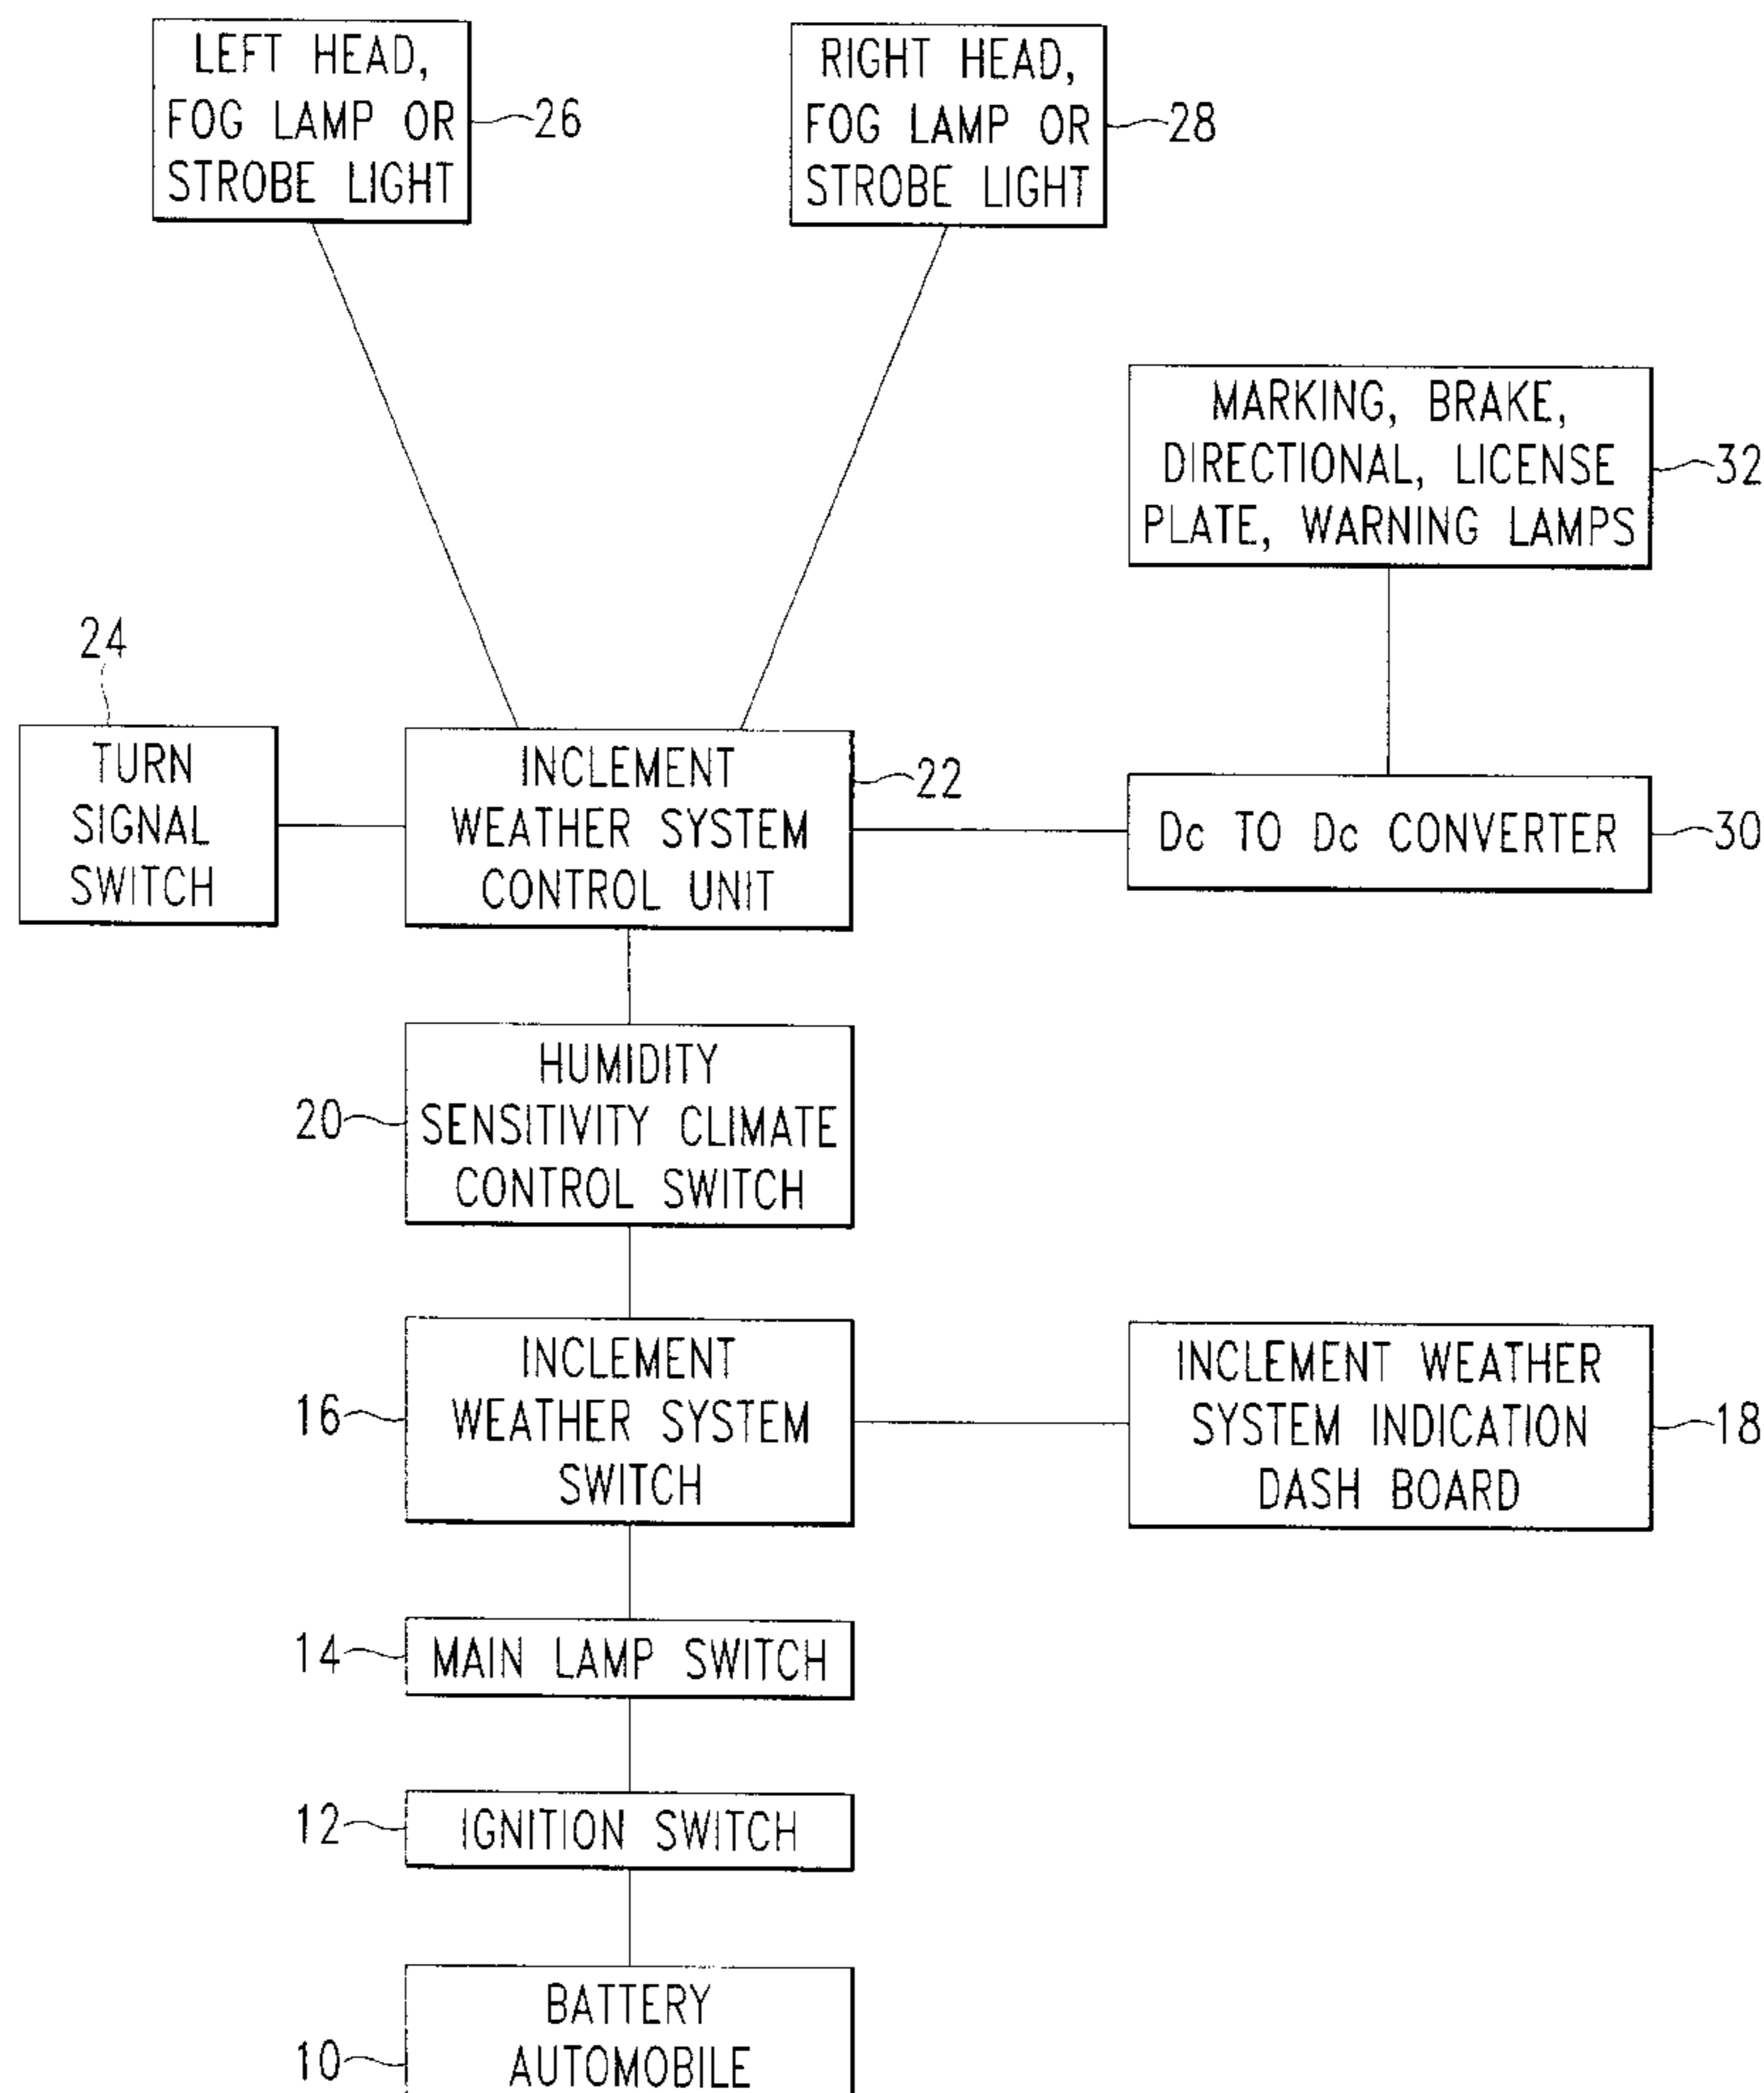 LEFT HEAD,
FOG LAMP OR
STROBE LIGHT
26
RIGHT HEAD,
FOG LAMP OR
STROBE LIGHT
28
MARKING, BRAKE,
DIRECTIONAL, LICENSE
PLATE, WARNING LAMPS
32
24
TURN
SIGNAL
SWITCH
INCLEMENT
WEATHER SYSTEM
CONTROL UNIT
22
Dc TO Dc CONVERTER
30
HUMIDITY
SENSITIVITY CLIMATE
CONTROL SWITCH
20
INCLEMENT
WEATHER SYSTEM
SWITCH
16
INCLEMENT WEATHER
SYSTEM INDICATION
DASH BOARD
18
14
MAIN LAMP SWITCH
12
IGNITION SWITCH
BATTERY
AUTOMOBILE
10